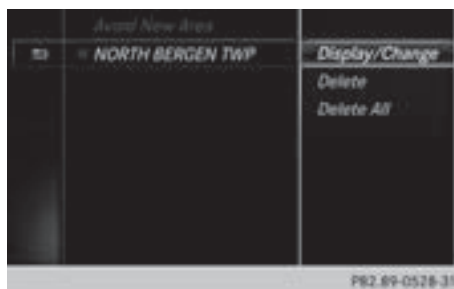 Avoid New Area
NORTH BERGEN TWP
Display/Change
Delete
Delete All
P82.89-0528-31